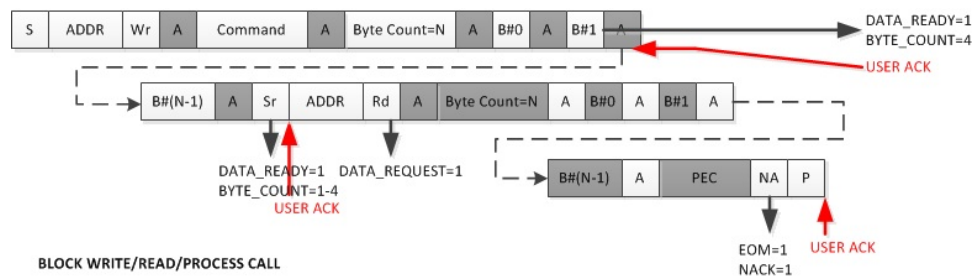 S ADDR Wr A Command A Byte Count=N A B#0 A B#1 A
DATA_READY=1
BYTE_COUNT=4
USER ACK
B#(N-1) A Sr ADDR Rd A Byte Count=N A B#0 A B#1 A
DATA_READY=1 DATA_REQUEST=1
BYTE_COUNT=1-4
USER ACK
B#(N-1) A PEC NA P
EOM=1
NACK=1
USER ACK
BLOCK WRITE/READ/PROCESS CALL